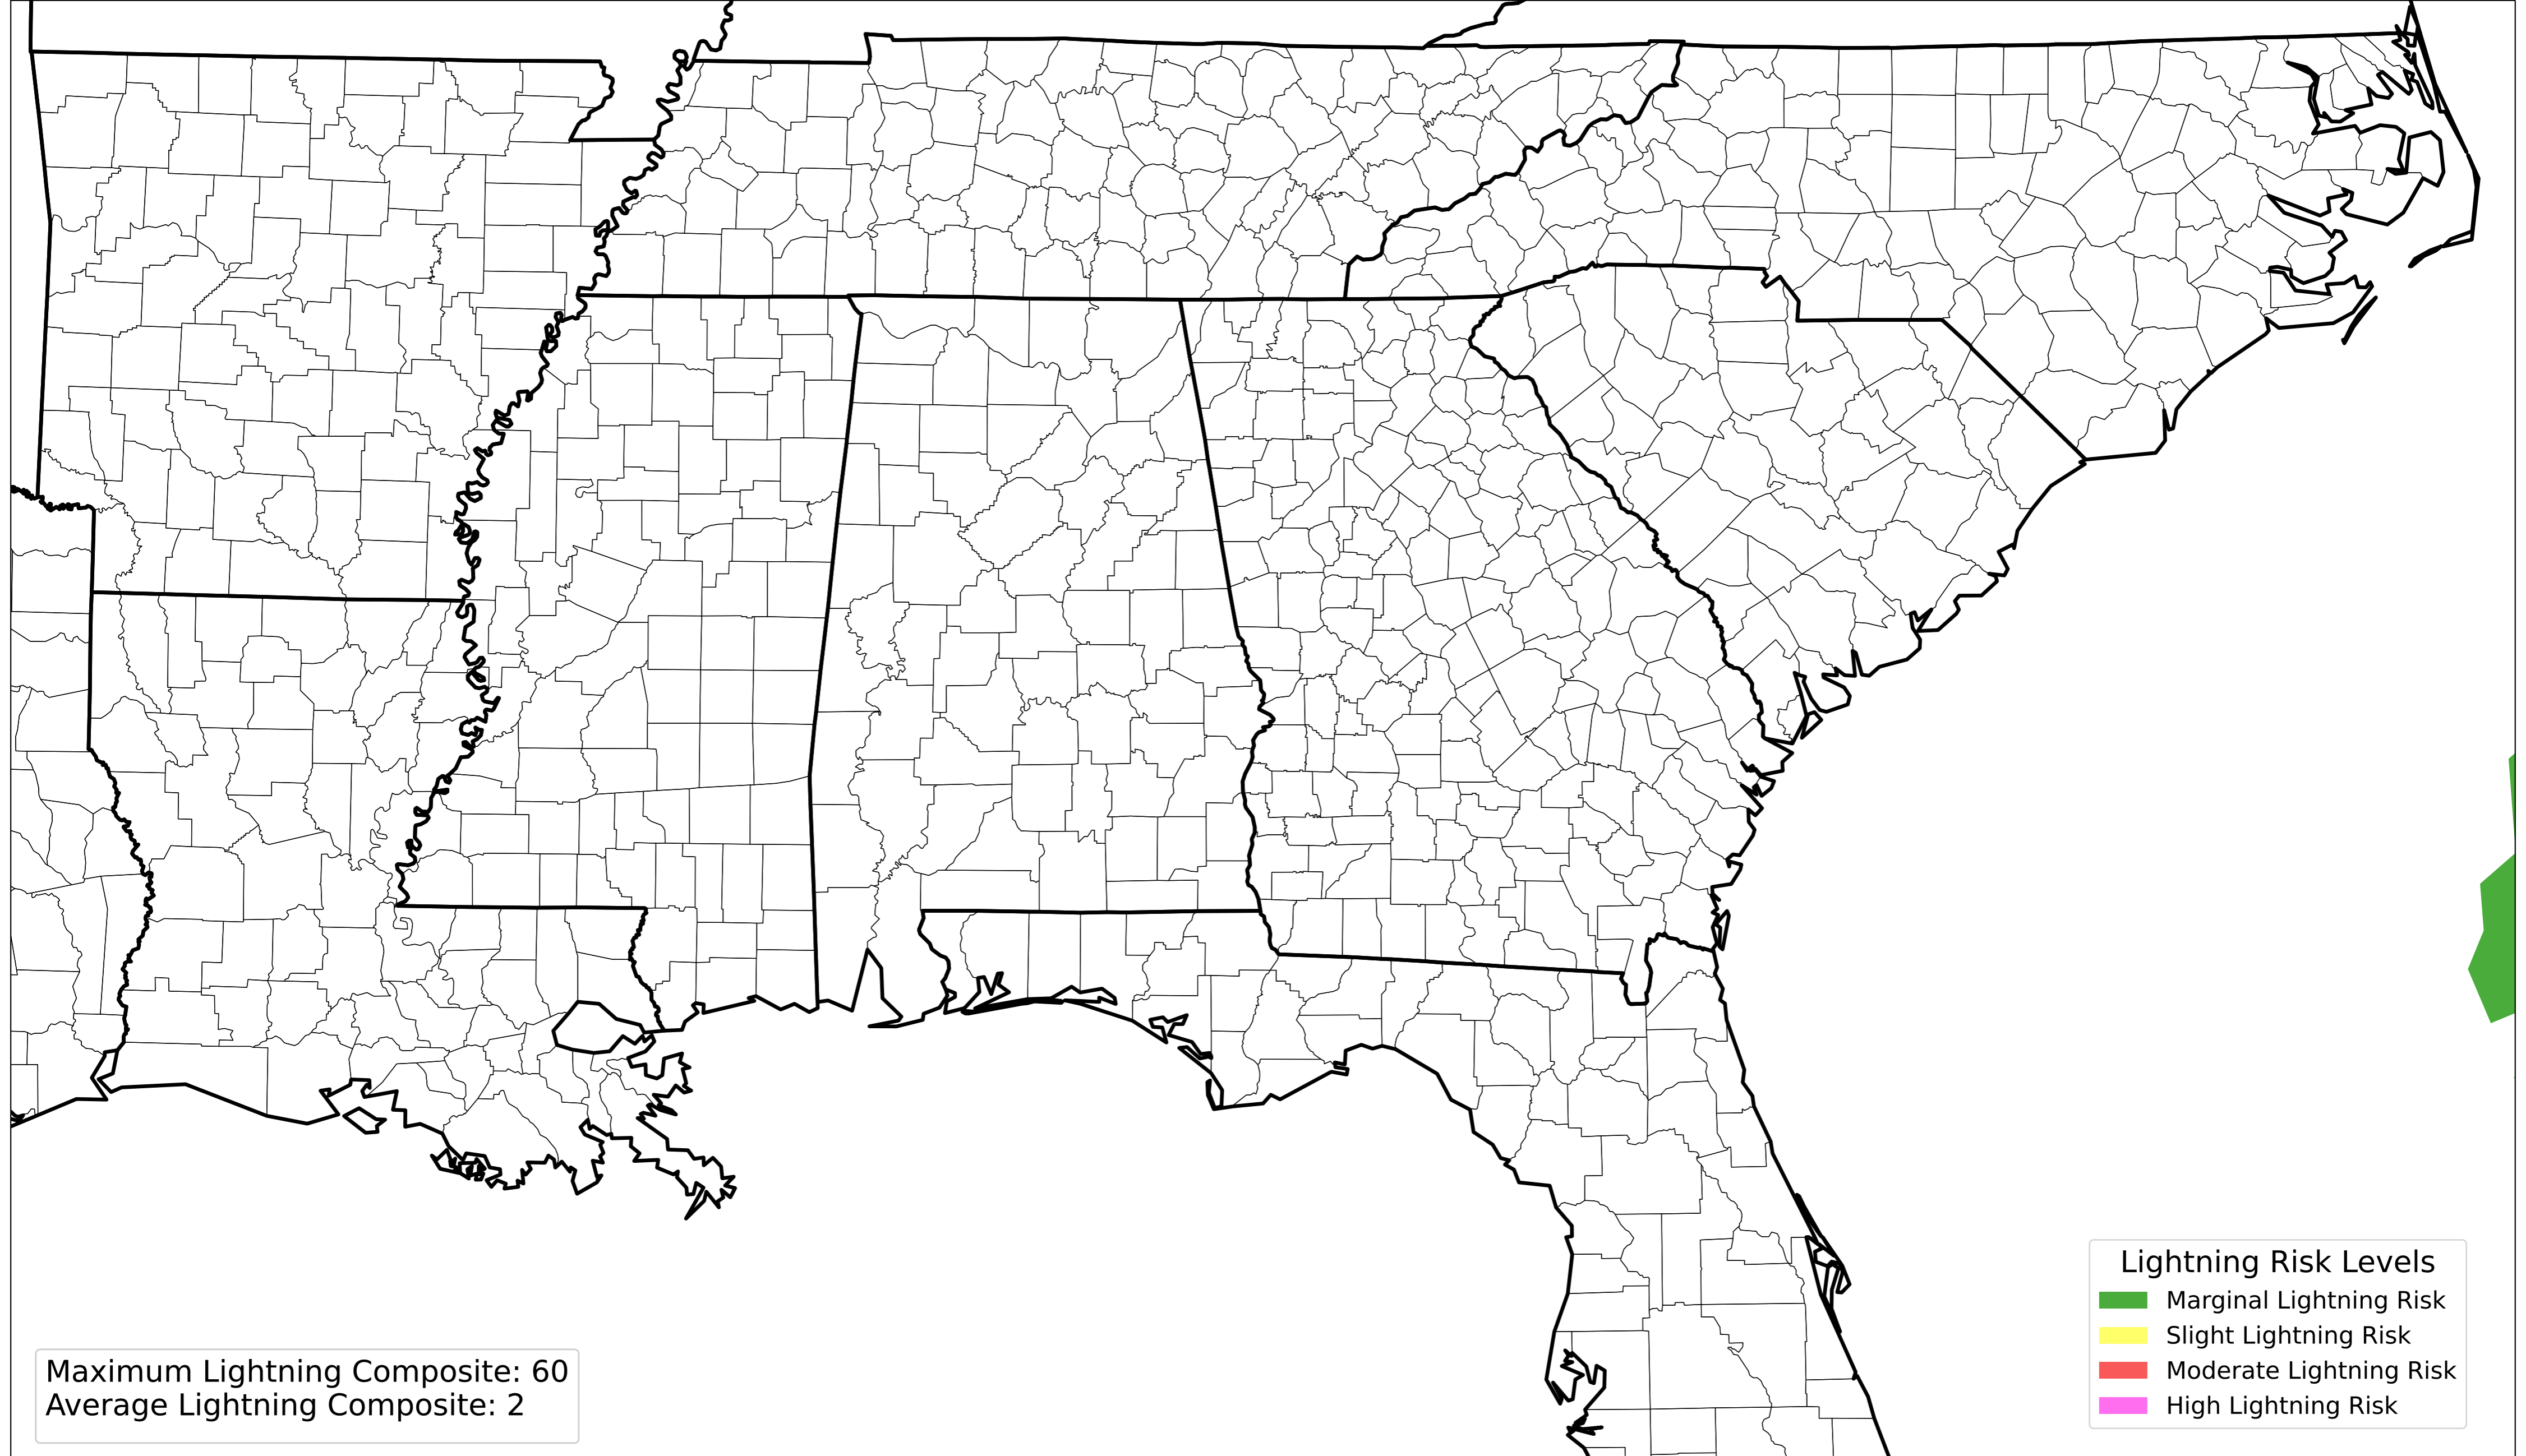 Lightning Risk Levels
Marginal Lightning Risk
Slight Lightning Risk
Moderate Lightning Risk
High Lightning Risk
Maximum Lightning Composite: 60
Average Lightning Composite: 2